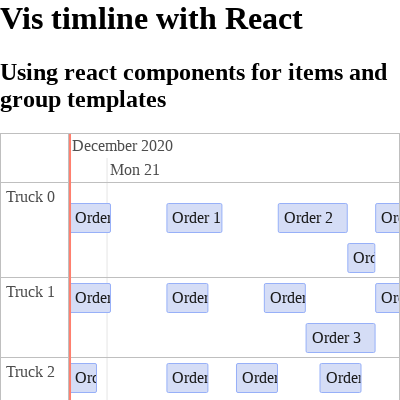 Vis timline with React
Using react components for items and
group templates
December 2020
Mon 21
Truck 0
Order
Order 1
Order 2
Or
Orc
Truck 1
Order
Order
Order
Or
Order 3
Truck 2
Orc
Order
Order
Order